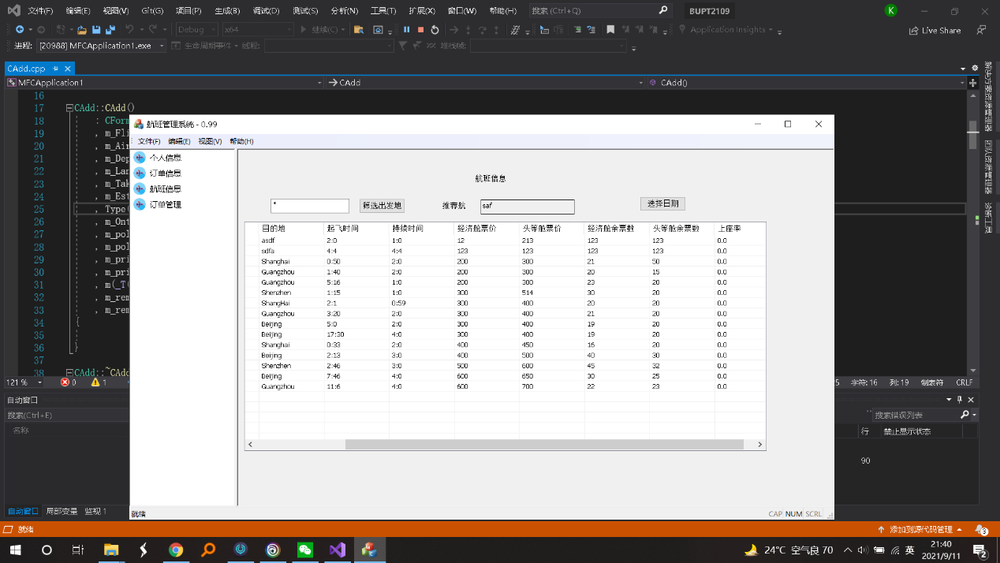 文件(F) 编辑(E) 视图(V) Git(G) 项目(P) 生成(B) 调试(D) 测试(S) 分析(N) 工具(T) 扩展(X) 窗口(W) 帮助(H) 搜索 (Ctrl+Q) BUPT2109 K
Debug x64 继续(C) Application Insights Live Share
进程: [20988] MFCApplication1.exe 生命周期事件 线程: 堆栈帧:
CAdd.cpp
MFCApplication1 CAdd CAdd()
16
17 CAdd::CAdd()
18 : CForm
19 , m_Fli
20 , m_Air
21 , m_Dep
22 , m_Lan
23 , m_Tak
24 , m_Est
25 , Type(
26 , m_Ont
27 , m_pol
28 , m_pol
29 , m_pri
30 , m_pri
31 , m(_T(
32 , m_rem
33 , m_rem
34 {
35
36 }
37
38 CAdd::~CAdd
航班管理系统 - 0.99
文件(F) 编辑(E) 视图(V) 帮助(H)
个人信息
订单信息
航班信息
订单管理
航班信息
* 筛选出发地 推荐航 saf 选择日期
目的地 起飞时间 持续时间 经济舱票价 头等舱票价 经济舱余票数 头等舱余票数 上座率
asdf 2:0 1:0 12 213 123 123 0.0
sdfa 4:4 4:4 123 123 123 123 0.0
Shanghai 0:50 2:0 200 300 21 50 0.0
Guangzhou 1:40 2:0 200 300 20 15 0.0
Guangzhou 5:16 1:0 200 300 23 20 0.0
Shenzhen 1:15 1:0 300 514 30 20 0.0
ShangHai 2:1 0:59 300 400 20 20 0.0
Guangzhou 3:20 2:0 300 400 21 20 0.0
Beijing 5:0 2:0 300 400 19 20 0.0
Beijing 17:30 4:0 300 400 19 20 0.0
Shanghai 0:33 2:0 400 450 16 20 0.0
Beijing 2:13 3:0 400 500 40 30 0.0
Shenzhen 2:46 3:0 500 600 45 32 0.0
Beijing 7:46 4:0 600 650 30 25 0.0
Guangzhou 11:6 4:0 600 700 22 23 0.0
就绪 CAP NUM SCRL
121 % 0 1 字符: 16 列: 19 制表符 CRLF
自动窗口
搜索(Ctrl+E) 搜索错误列表
名称 行 禁止显示状态
90
自动窗口 局部变量 监视 1
就绪 添加到源代码管理 3
24°C 空气良 70 英 21:40
2021/9/11 2